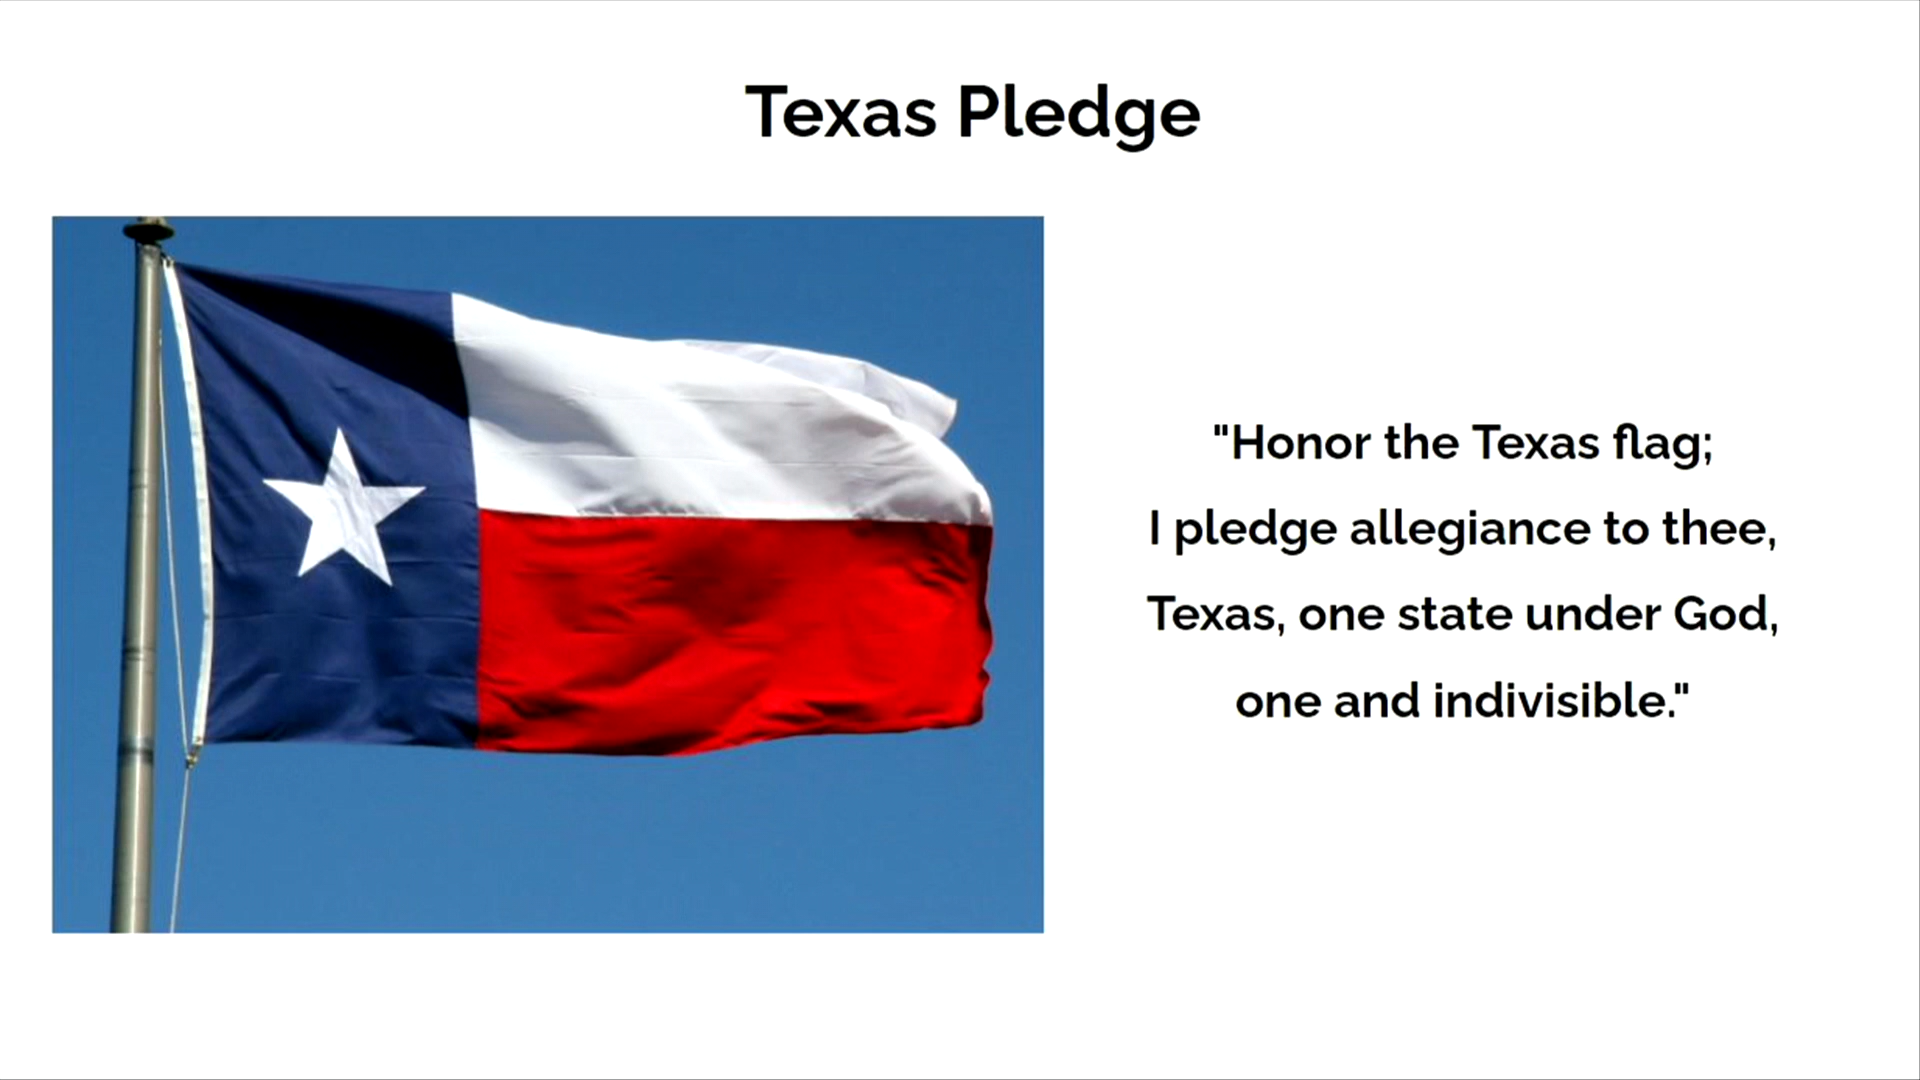 Texas Pledge
"Honor the Texas flag;
I pledge allegiance to thee,
Texas, one state under God,
one and indivisible."